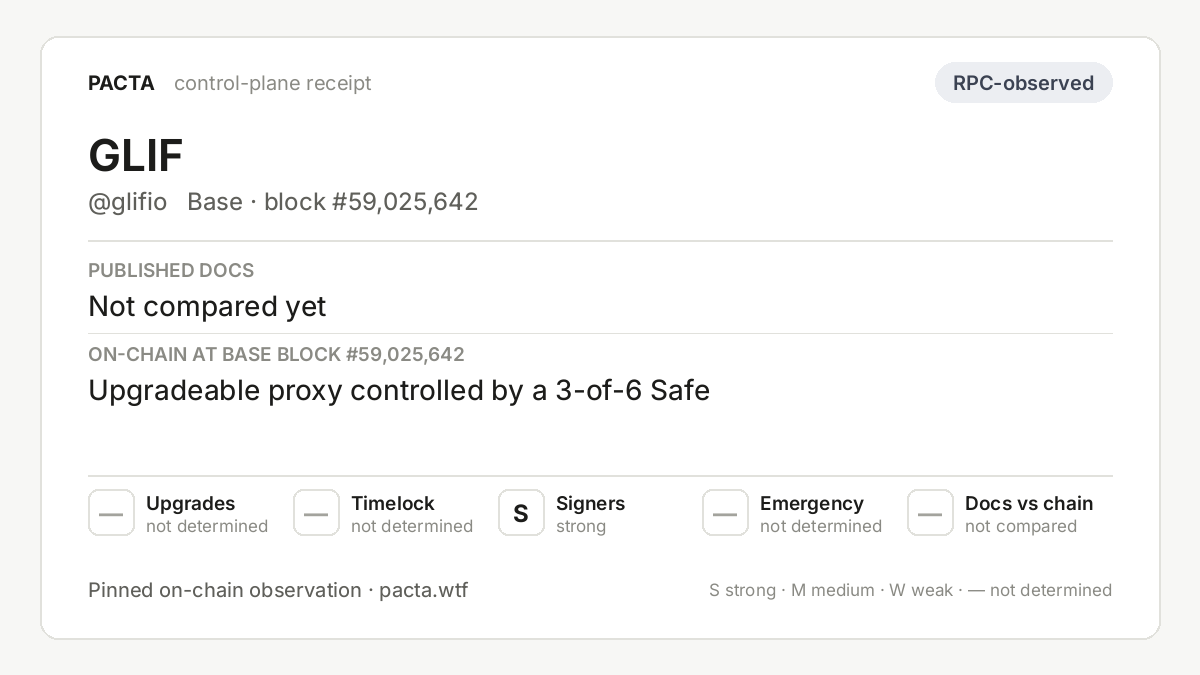 PACTA control-plane receipt RPC-observed
GLIF
@glifio Base · block #59,025,642
PUBLISHED DOCS
Not compared yet
ON-CHAIN AT BASE BLOCK #59,025,642
Upgradeable proxy controlled by a 3-of-6 Safe
— Upgrades not determined
— Timelock not determined
S Signers strong
— Emergency not determined
— Docs vs chain not compared
Pinned on-chain observation · pacta.wtf
S strong · M medium · W weak · — not determined